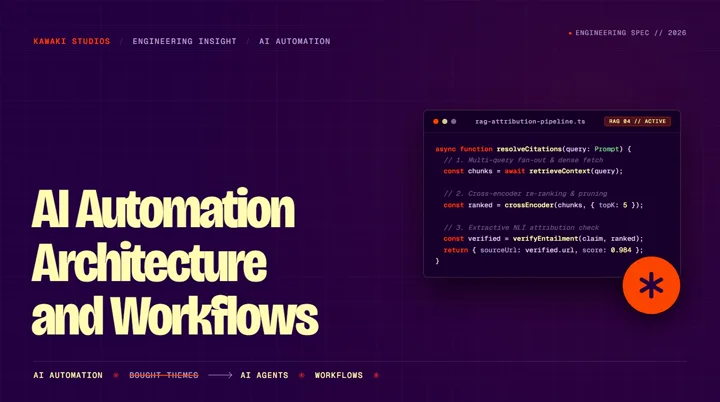 KAWAKI STUDIOS / ENGINEERING INSIGHT / AI AUTOMATION
ENGINEERING SPEC // 2026
rag-attribution-pipeline.ts
RAG 04 // ACTIVE
async function resolveCitations(query: Prompt) {
// 1. Multi-query fan-out & dense fetch
const chunks = await retrieveContext(query);
// 2. Cross-encoder re-ranking & pruning
const ranked = crossEncoder(chunks, { topK: 5 });
// 3. Extractive NLI attribution check
const verified = verifyEntailment(claim, ranked);
return { sourceUrl: verified.url, score: 0.984 };
}
AI Automation
Architecture
and Workflows
AI AUTOMATION * BOUGHT THEMES → AI AGENTS * WORKFLOWS *